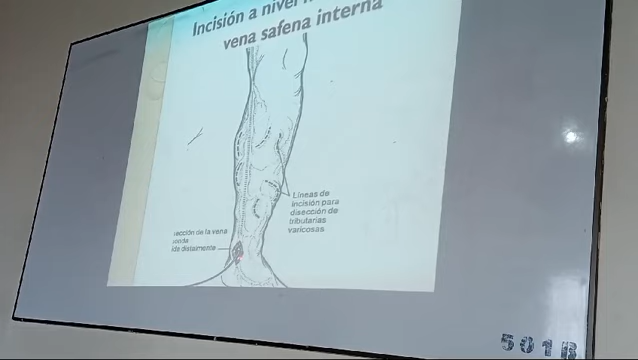 Incisión a nivel
vena safena interna
Líneas de
incisión para
disección de
tributarias
varicosas
ección de la vena
distalmente
501B